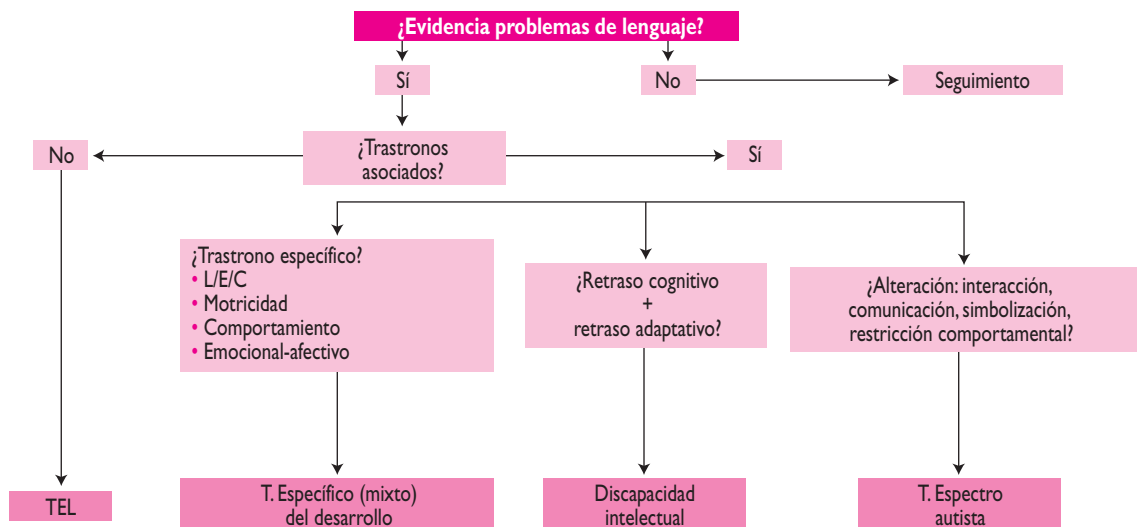 ¿Evidencia problemas de lenguaje?
Sí
No
Seguimiento
No
¿Trastronos
asociados?
Sí
¿Trastrono específico?
• L/E/C
• Motricidad
• Comportamiento
• Emocional-afectivo
¿Retraso cognitivo
+
retraso adaptativo?
¿Alteración: interacción,
comunicación, simbolización,
restricción comportamental?
TEL
T. Específico (mixto)
del desarrollo
Discapacidad
intelectual
T. Espectro
autista